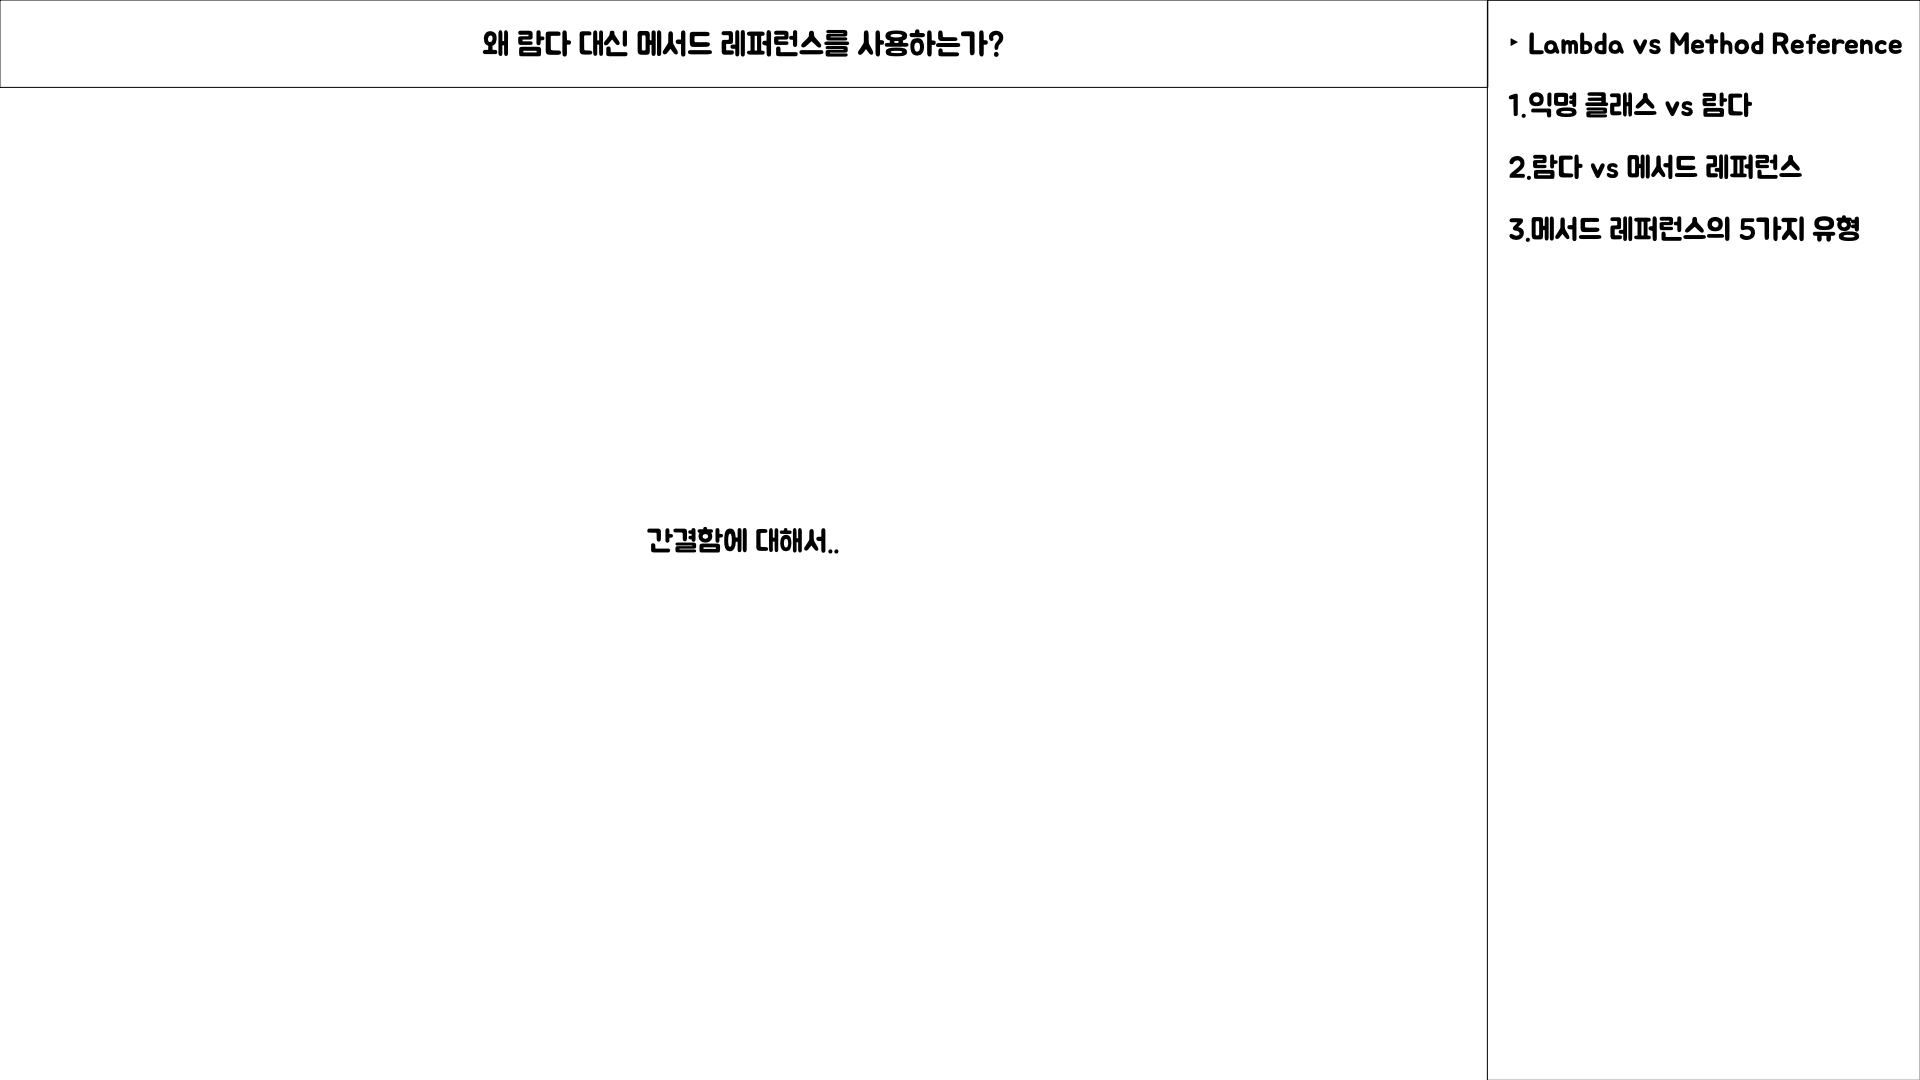 왜 람다 대신 메서드 레퍼런스를 사용하는가?
간결함에 대해서..
‣ Lambda vs Method Reference
1.익명 클래스 vs 람다
2.람다 vs 메서드 레퍼런스
3.메서드 레퍼런스의 5가지 유형